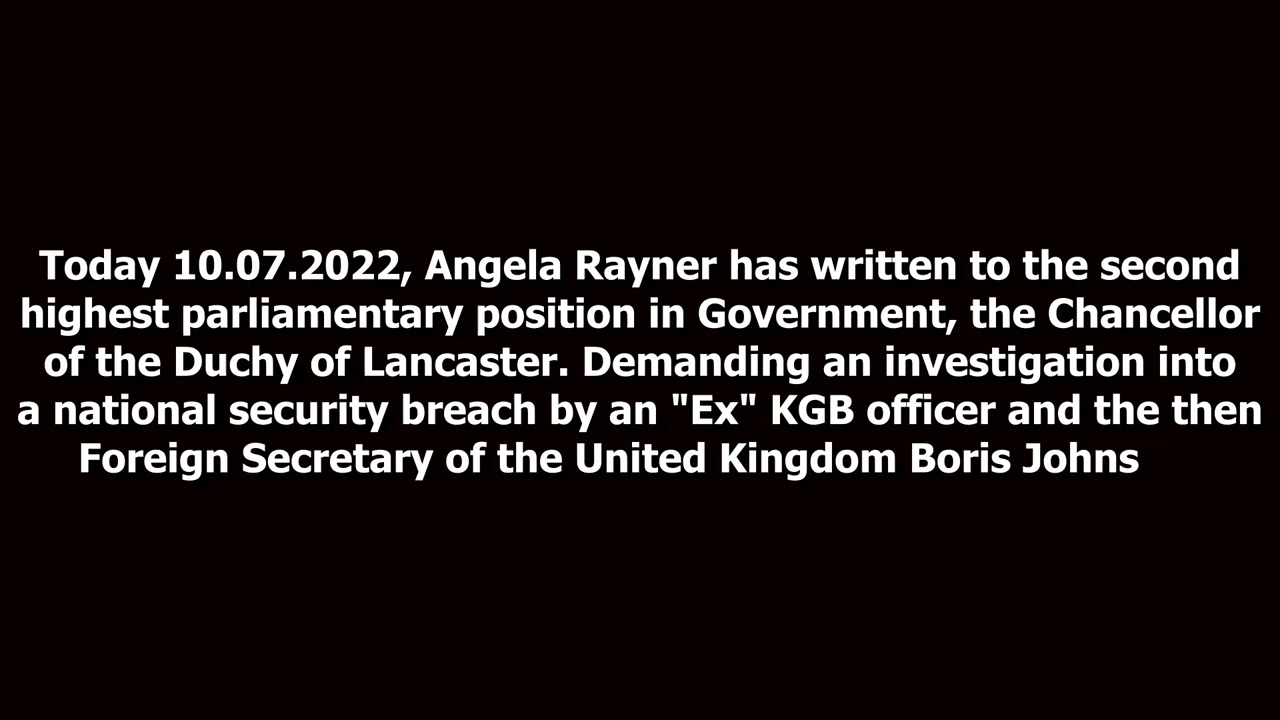 Today 10.07.2022, Angela Rayner has written to the second
highest parliamentary position in Government, the Chancellor
of the Duchy of Lancaster. Demanding an investigation into
a national security breach by an "Ex" KGB officer and the then
Foreign Secretary of the United Kingdom Boris Johns